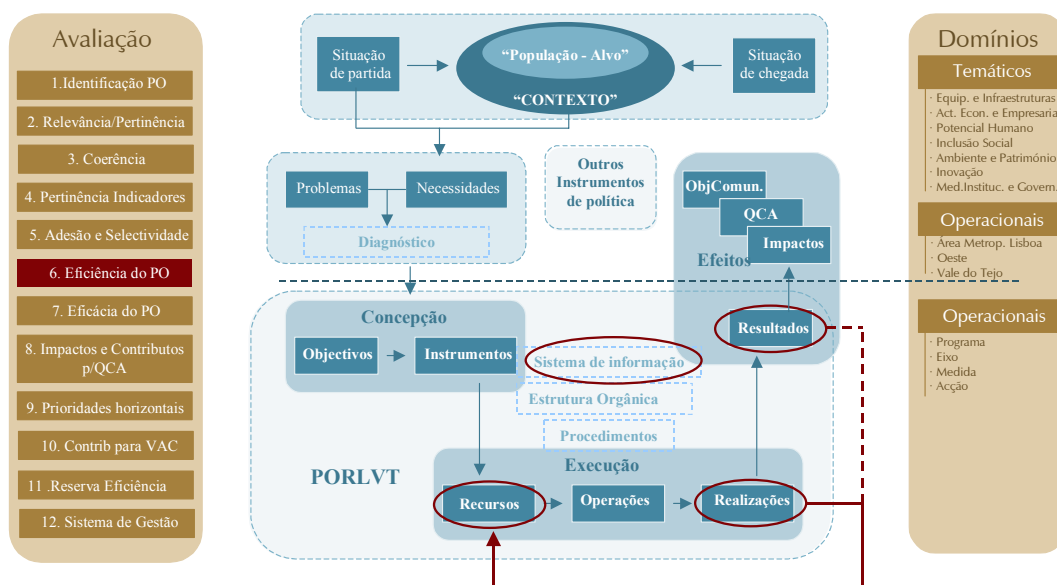 Avaliação
1.Identificação PO
2. Relevância/Pertinência
3. Coerência
4. Pertinência Indicadores
5. Adesão e Selectividade
6. Eficiência do PO
7. Eficácia do PO
8. Impactos e Contributos
p/QCA
9. Prioridades horizontais
10. Contrib para VAC
11 .Reserva Eficiência
12. Sistema de Gestão
Situação
de partida
“População - Alvo”
“CONTEXTO”
Situação
de chegada
Problemas
Necessidades
Diagnóstico
Outros
Instrumentos
de política
ObjComun.
QCA
Impactos
Efeitos
Resultados
Concepção
Objectivos
Instrumentos
Sistema de informação
Estrutura Orgânica
Procedimentos
PORLVT
Execução
Recursos
Operações
Realizações
Domínios
Temáticos
· Equip. e Infraestruturas
· Act. Econ. e Empresaria
· Potencial Humano
· Inclusão Social
· Ambiente e Património
· Inovação
· Med.Instituc. e Govern.
Operacionais
· Área Metrop. Lisboa
· Oeste
· Vale do Tejo
Operacionais
· Programa
· Eixo
· Medida
· Acção